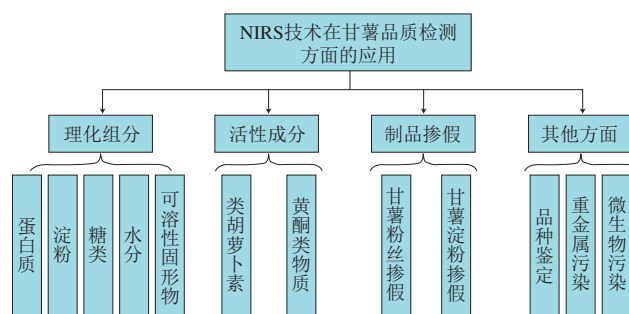 NIRS技术在甘薯品质检测
方面的应用
理化组分
活性成分
制品掺假
其他方面
蛋白质
淀粉
糖类
水分
可溶性固形物
类胡萝卜素
黄酮类物质
甘薯粉丝掺假
甘薯淀粉掺假
品种鉴定
重金属污染
微生物污染